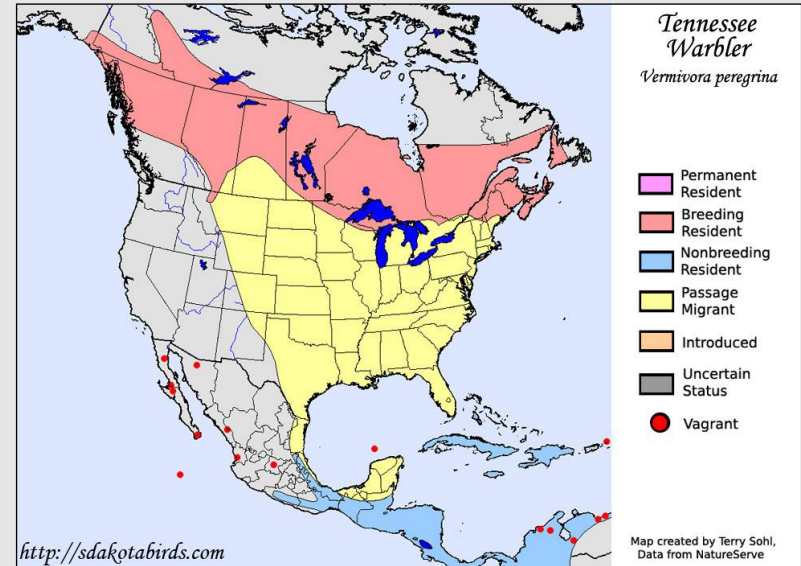 Tennessee
Warbler
Vermivora peregrina
Permanent
Resident
Breeding
Resident
Nonbreeding
Resident
Passage
Migrant
Introduced
Uncertain
Status
Vagrant
http://sdakotabirds.com
Map created by Terry Sohl,
Data from NatureServe